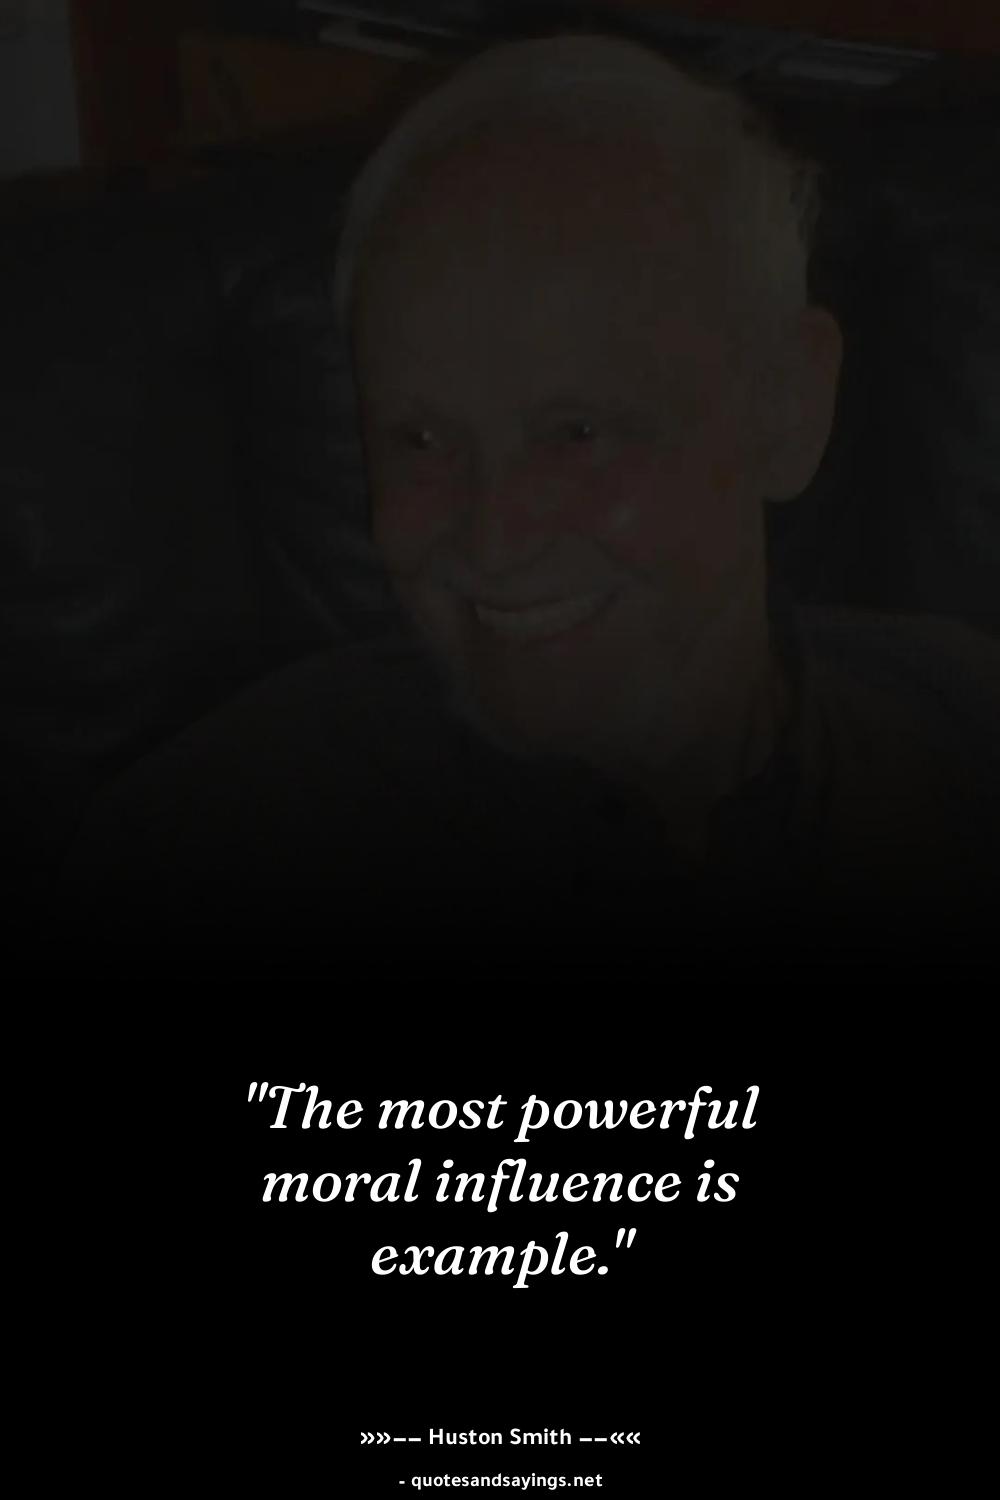 "The most powerful
moral influence is
example."
»»−− Huston Smith −−««
- quotesandsayings.net